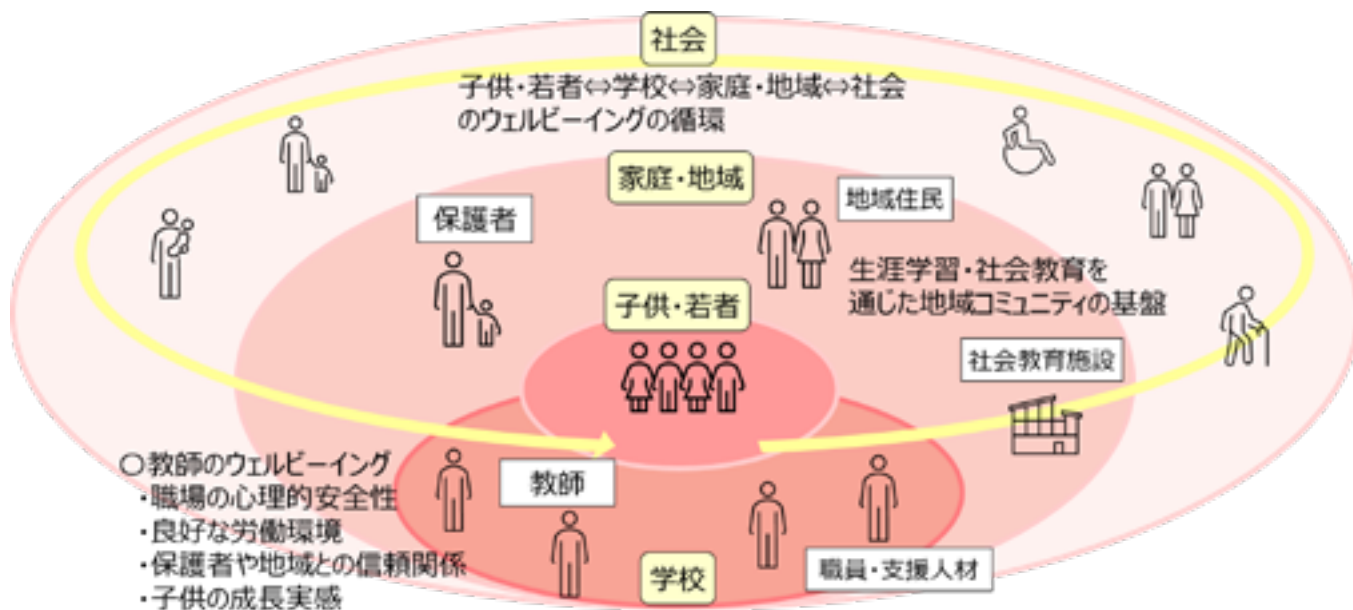 社会
子供・若者⇔学校⇔家庭・地域⇔社会
のウェルビーイングの循環
家庭・地域
保護者
地域住民
生涯学習・社会教育を
通じた地域コミュニティの基盤
子供・若者
社会教育施設
〇教師のウェルビーイング
・職場の心理的安全性
・良好な労働環境
・保護者や地域との信頼関係
・子供の成長実感
教師
職員・支援人材
学校